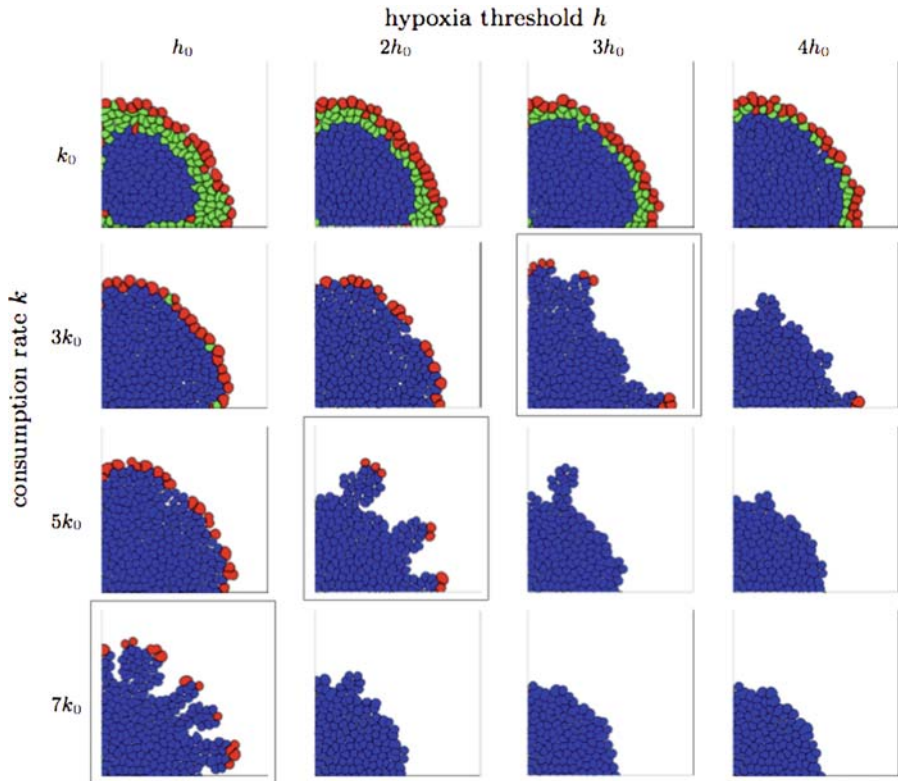 hypoxia threshold h
h₀ 2h₀ 3h₀ 4h₀
consumption rate k
k₀
3k₀
5k₀
7k₀